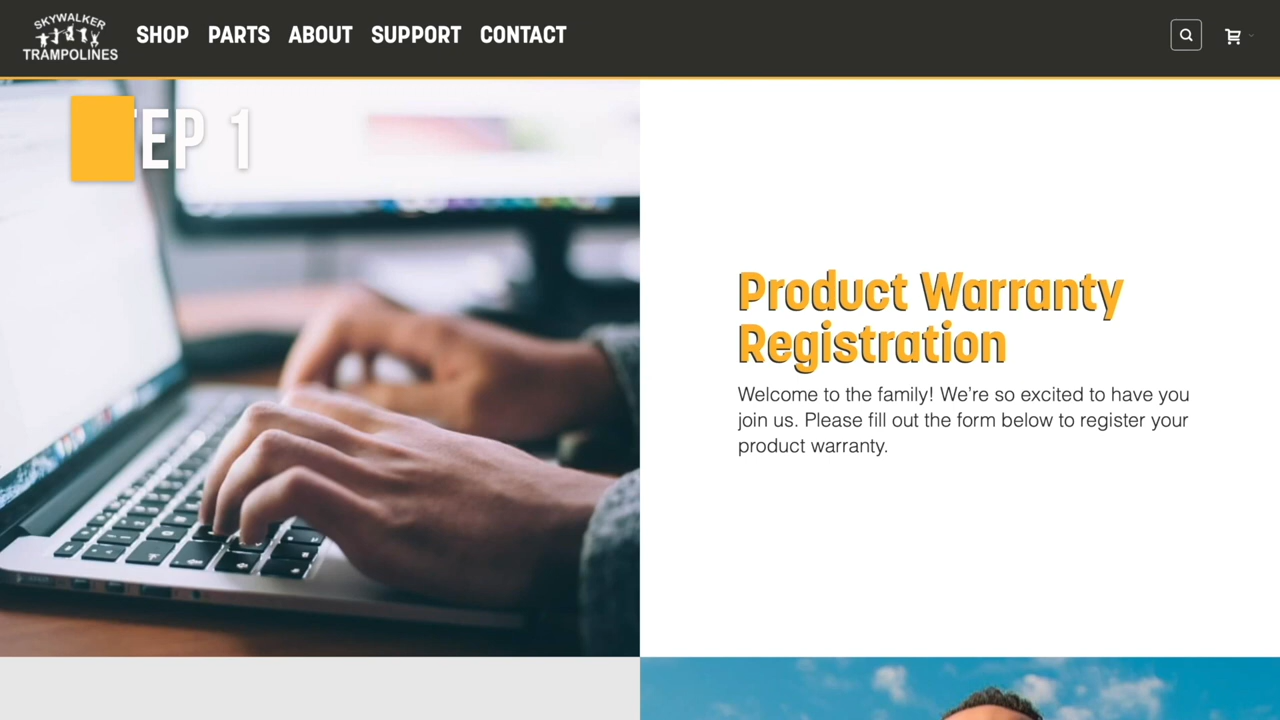 SKYWALKER
TRAMPOLINES
SHOP PARTS ABOUT SUPPORT CONTACT
EP 1
Product Warranty
Registration
Welcome to the family! We're so excited to have you
join us. Please fill out the form below to register your
product warranty.